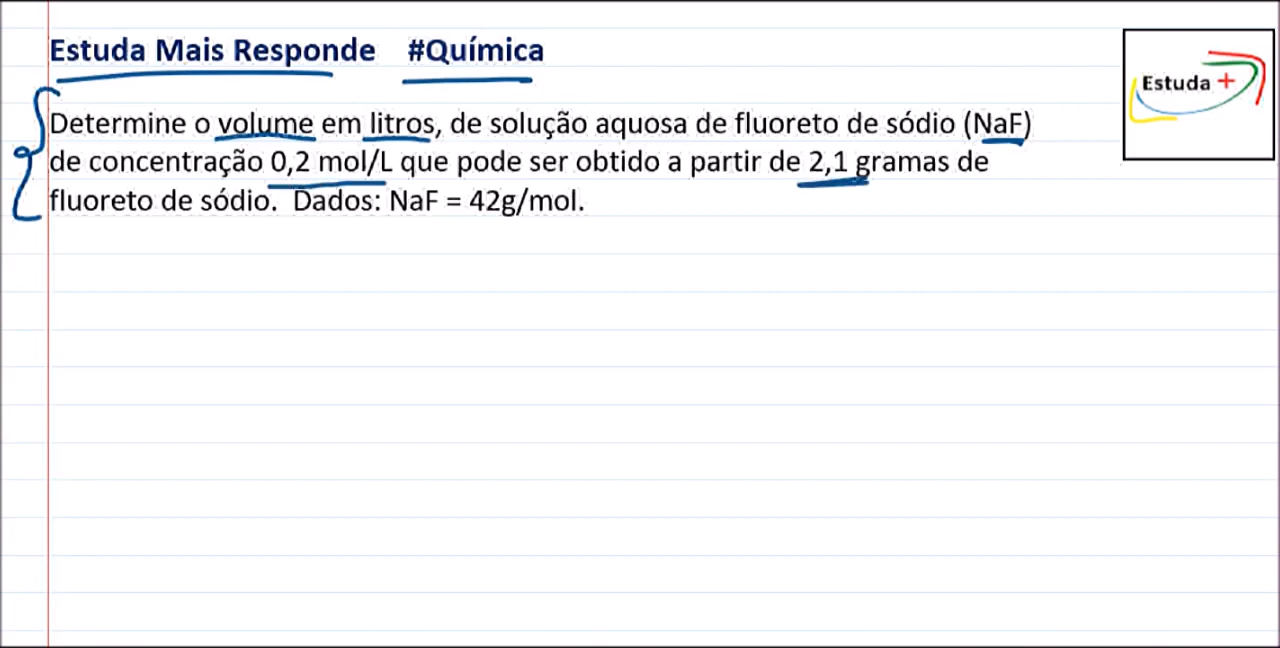 Estuda Mais Responde #Química
Estuda +
Determine o volume em litros, de solução aquosa de fluoreto de sódio (NaF)
de concentração 0,2 mol/L que pode ser obtido a partir de 2,1 gramas de
fluoreto de sódio. Dados: NaF = 42g/mol.